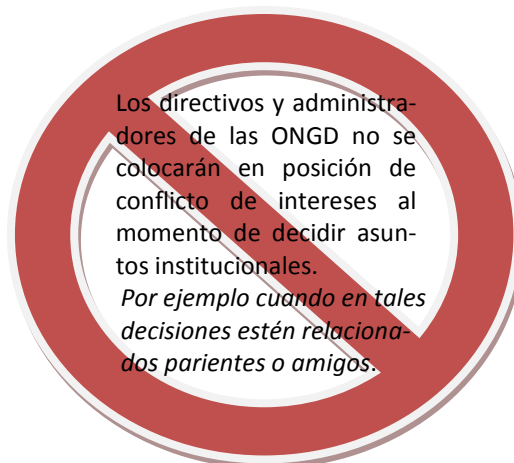 Los directivos y administra-
dores de las ONGD no se
colocarán en posición de
conflicto de intereses al
momento de decidir asun-
tos institucionales.
Por ejemplo cuando en tales
decisiones estén relaciona-
dos parientes o amigos.